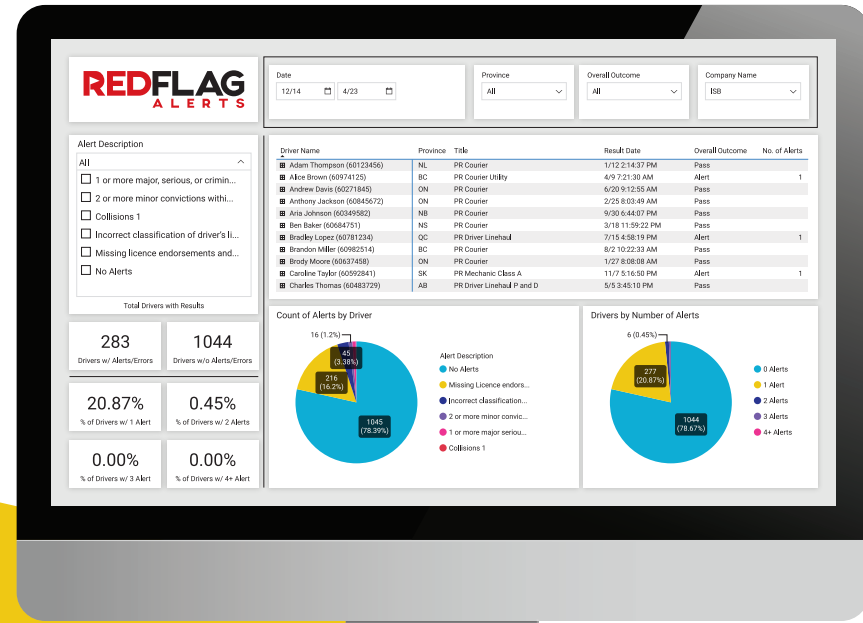 REDFLAG
ALERTS
Date
12/14
4/23
Province
All
Overall Outcome
All
Company Name
ISB
Alert Description
All
1 or more major, serious, or crimin...
2 or more minor convictions withi...
Collisions 1
Incorrect classification of driver's li...
Missing licence endorsements and...
No Alerts
Total Drivers with Results
283
Drivers w/ Alerts/Errors
1044
Drivers w/o Alerts/Errors
20.87%
% of Drivers w/ 1 Alert
0.45%
% of Drivers w/ 2 Alerts
0.00%
% of Drivers w/ 3 Alert
0.00%
% of Drivers w/ 4+ Alert
Driver Name Province Title Result Date Overall Outcome No. of Alerts
Adam Thompson (60123456) NL PR Courier 1/12 2:14:37 PM Pass
Alice Brown (60974125) BC PR Courier Utility 4/9 7:21:30 AM Alert 1
Andrew Davis (60271845) ON PR Courier 6/20 9:12:55 AM Pass
Anthony Jackson (60845672) ON PR Courier 2/25 8:03:49 AM Pass
Aria Johnson (60349582) NB PR Courier 9/30 6:44:07 PM Pass
Ben Baker (60684751) NS PR Courier 3/18 11:59:22 PM Pass
Bradley Lopez (60781234) QC PR Driver Linehaul 7/15 4:58:19 PM Alert 1
Brandon Miller (60982514) BC PR Courier 8/2 10:22:33 AM Pass
Brody Moore (60637458) ON PR Courier 1/27 8:08:08 AM Pass
Caroline Taylor (60592841) SK PR Mechanic Class A 11/7 5:16:50 PM Alert 1
Charles Thomas (60483729) AB PR Driver Linehaul P and D 5/5 3:45:10 PM Pass
Count of Alerts by Driver
16 (1.2%)
45
(3.38%)
216
(16.2%)
1045
(78.39%)
Alert Description
No Alerts
Missing Licence endors...
Incorrect classification...
2 or more minor convic...
1 or more major seriou...
Collisions 1
Drivers by Number of Alerts
6 (0.45%)
277
(20.87%)
1044
(78.67%)
0 Alerts
1 Alert
2 Alerts
3 Alerts
4+ Alerts